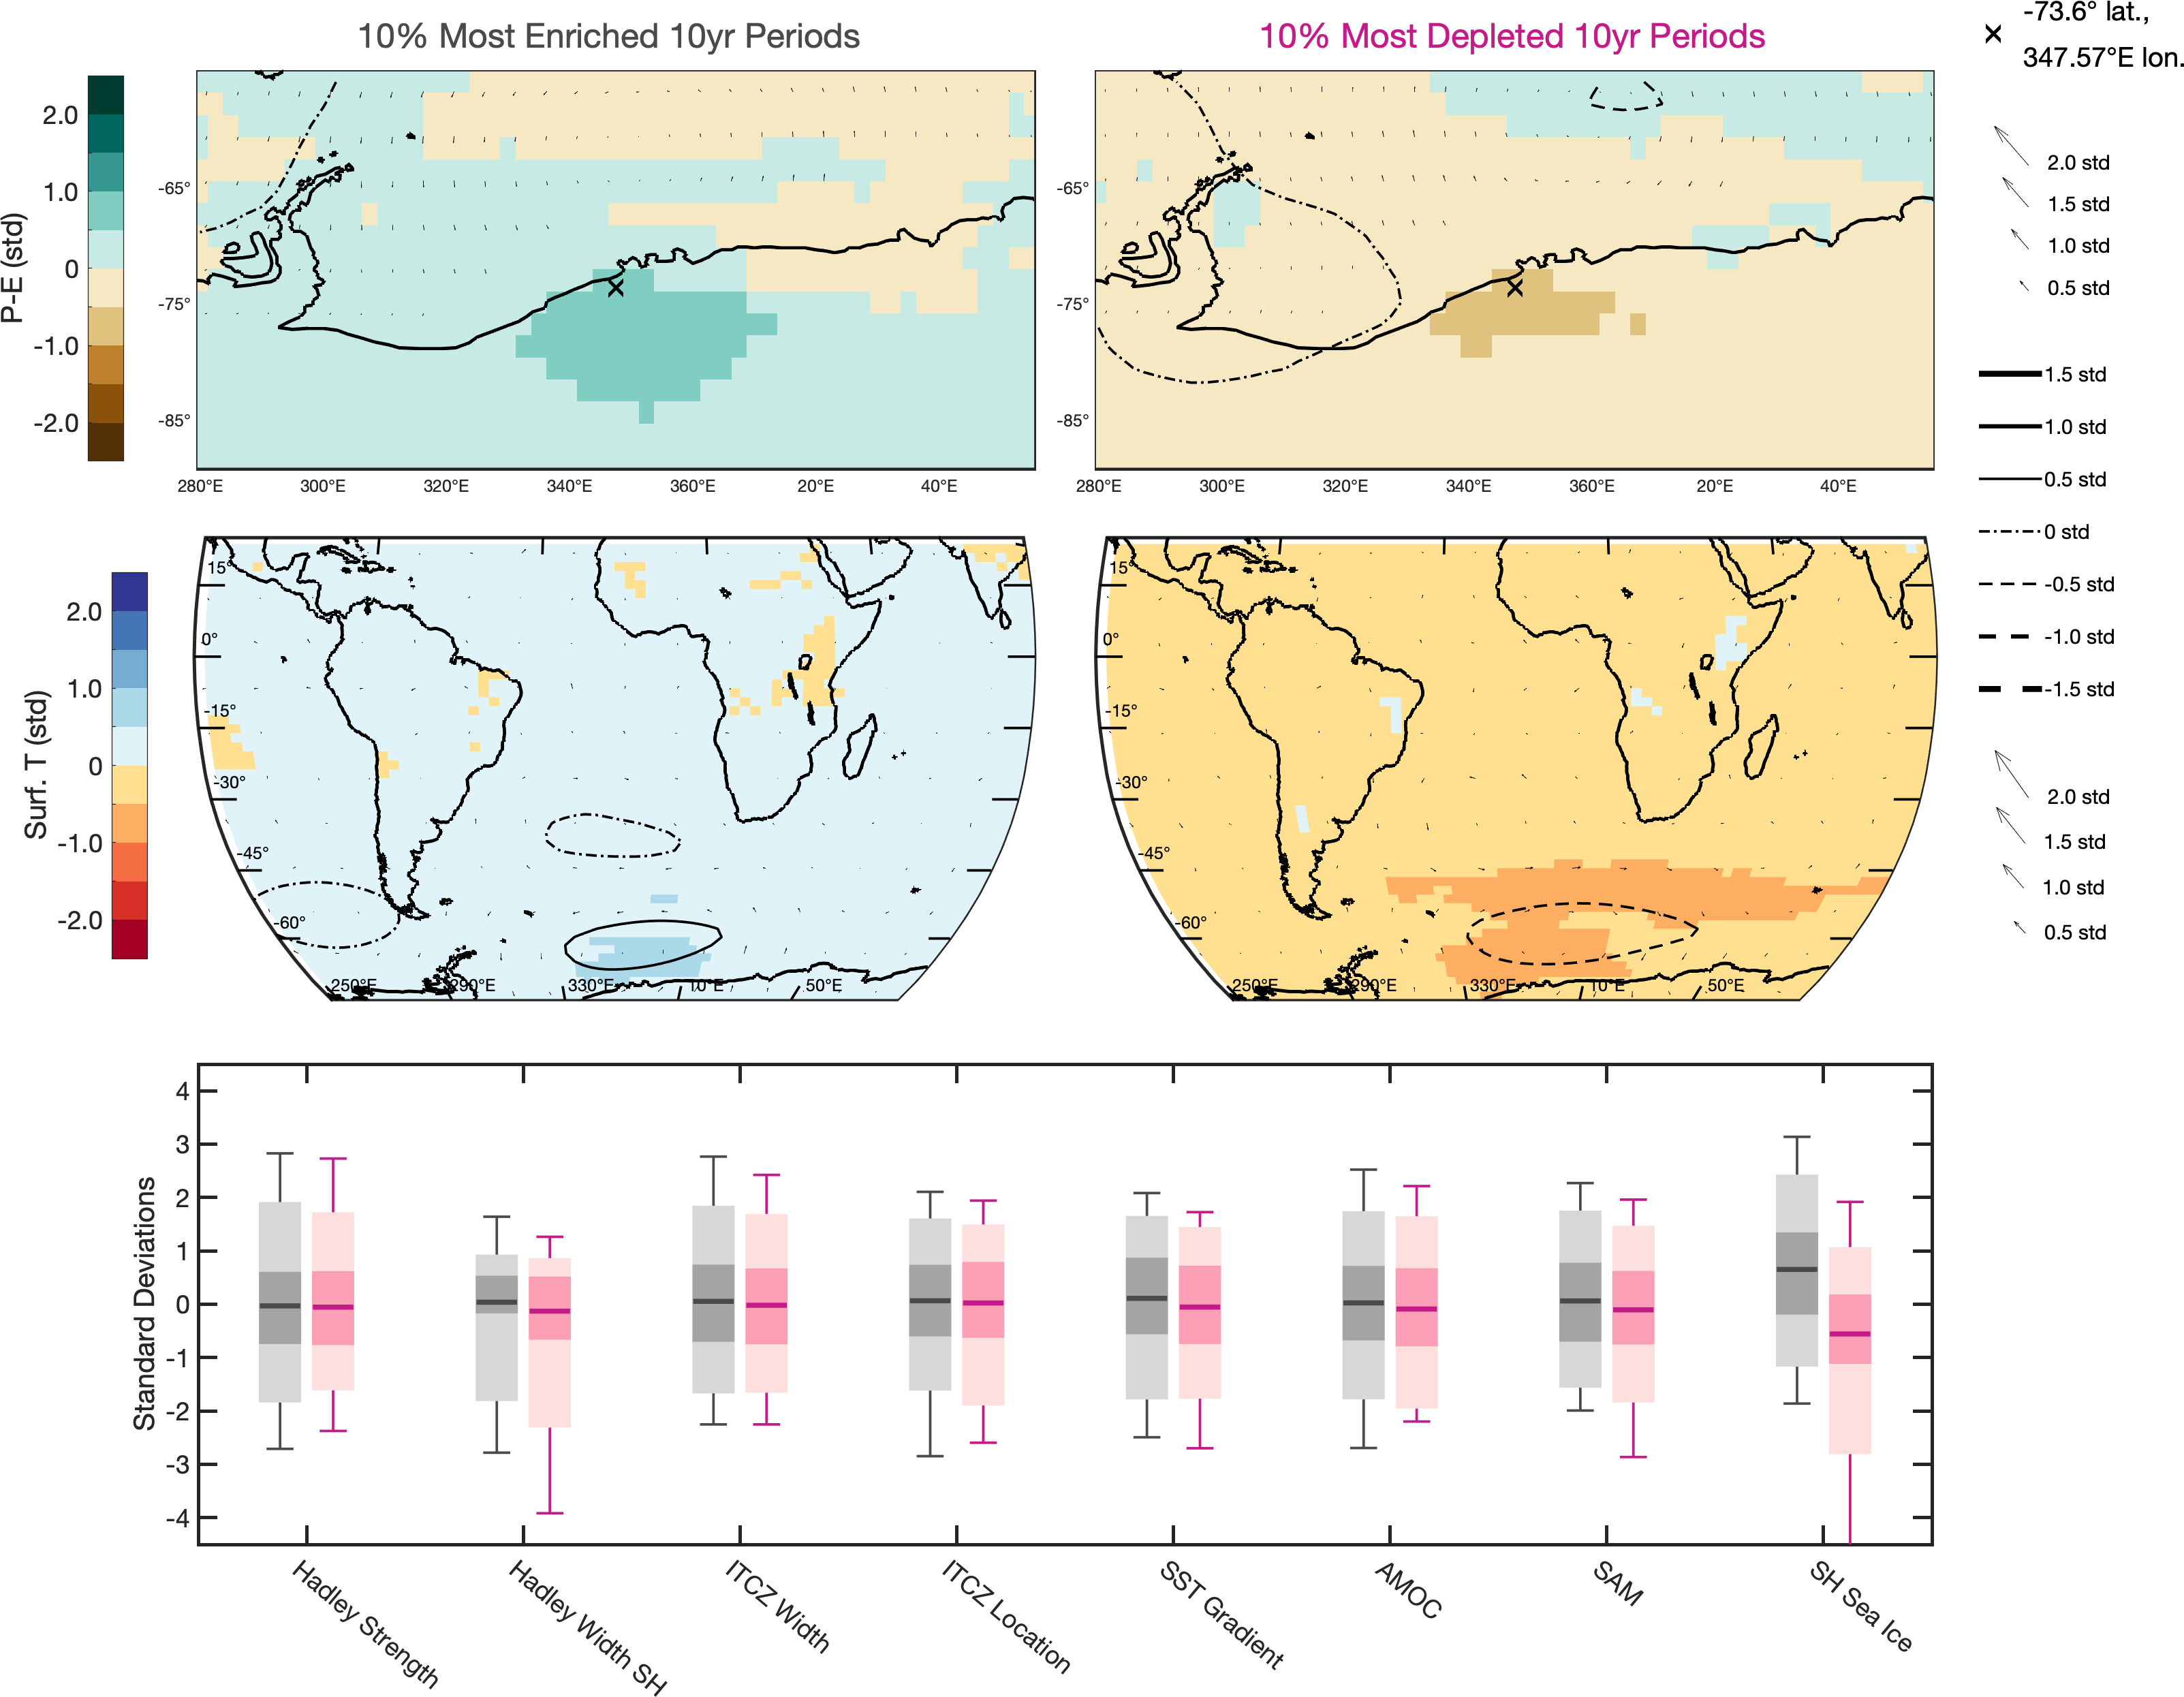 10% Most Enriched 10yr Periods
10% Most Depleted 10yr Periods
-73.6° lat.,
347.57°E lon.
P-E (std)
2.0
1.0
0
-1.0
-2.0
-65°
-75°
-85°
280°E
300°E
320°E
340°E
360°E
20°E
40°E
-65°
-75°
-85°
280°E
300°E
320°E
340°E
360°E
20°E
40°E
2.0 std
1.5 std
1.0 std
0.5 std
1.5 std
1.0 std
0.5 std
0 std
-0.5 std
-1.0 std
-1.5 std
2.0 std
1.5 std
1.0 std
0.5 std
Surf. T (std)
2.0
1.0
0
-1.0
-2.0
15°
0°
-15°
-30°
-45°
-60°
250°E
290°E
330°E
10°E
50°E
15°
0°
-15°
-30°
-45°
-60°
250°E
290°E
330°E
10°E
50°E
Standard Deviations
4
3
2
1
0
-1
-2
-3
-4
Hadley Strength
Hadley Width SH
ITCZ Width
ITCZ Location
SST Gradient
AMOC
SAM
SH Sea Ice